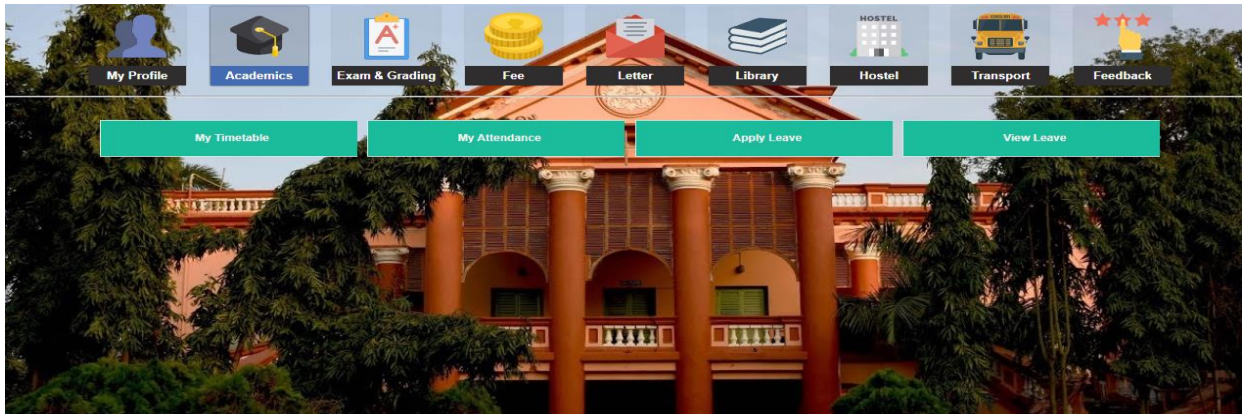 HOSTEL
My Profile
Academics
A+
Exam & Grading
Fee
Letter
Library
Hostel
Transport
Feedback
My Timetable
My Attendance
Apply Leave
View Leave